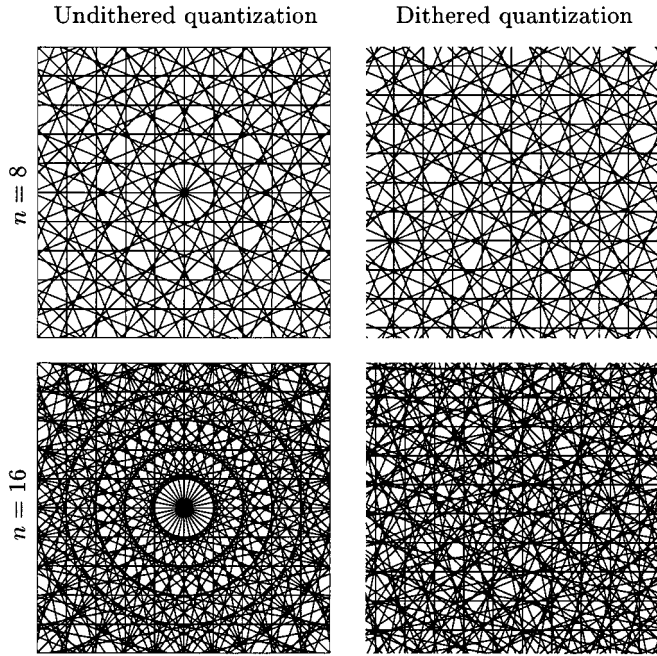 Undithered quantization
Dithered quantization
n = 8
n = 16